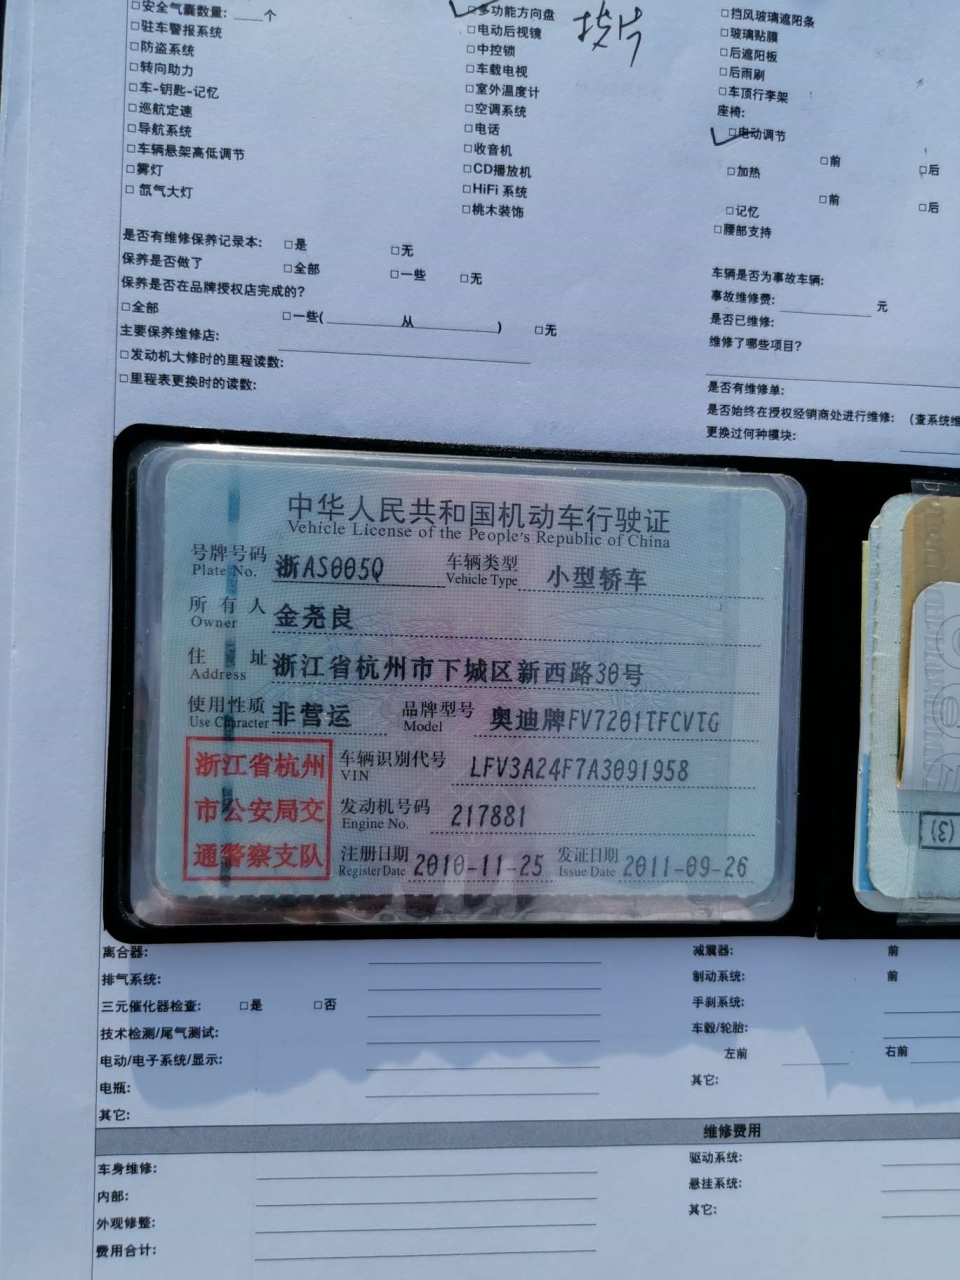 □安全气囊数量: ___个
□驻车警报系统
□防盗系统
□转向助力
□车-钥匙-记忆
□巡航定速
□导航系统
□车辆悬架高低调节
□雾灯
□氙气大灯
□多功能方向盘
□电动后视镜
□中控锁
□车载电视
□室外温度计
□空调系统
□电话
□收音机
□CD播放机
□HiFi 系统
□桃木装饰
□挡风玻璃遮阳条
□玻璃贴膜
□后遮阳板
□后雨刷
□车顶行李架
座椅:
□电动调节
□前 □后
□加热
□前 □后
□记忆
□腰部支持
是否有维修保养记录本: □是 □无
保养是否做了 □全部 □一些 □无
保养是否在品牌授权店完成的?
□全部 □一些( 从 ) □无
主要保养维修店:
□发动机大修时的里程读数:
□里程表更换时的读数:
车辆是否为事故车辆:
事故维修费: 元
是否已维修:
维修了哪些项目?
是否有维修单:
是否始终在授权经销商处进行维修: (查系统维
更换过何种模块:
中华人民共和国机动车行驶证
Vehicle License of the People's Republic of China
号牌号码 浙AS005Q 车辆类型 小型轿车
Plate No. Vehicle Type
所有人 金尧良
Owner
住址 浙江省杭州市下城区新西路30号
Address
使用性质 非营运 品牌型号 奥迪牌FV7201TFCVTG
Use Character Model
浙江省杭州
市公安局交
通警察支队
车辆识别代号 LFV3A24F7A3091958
VIN
发动机号码 217881
Engine No.
注册日期 2010-11-25 发证日期 2011-09-26
Register Date Issue Date
(3)
离合器:
排气系统:
三元催化器检查: □是 □否
技术检测/尾气测试:
电动/电子系统/显示:
电瓶:
其它:
减震器: 前
制动系统: 前
手刹系统:
车毂/轮胎:
左前 右前
其它:
维修费用
车身维修:
内部:
外观修整:
费用合计:
驱动系统:
悬挂系统:
其它: